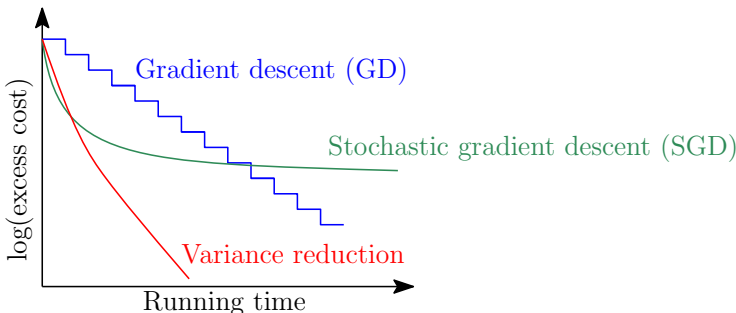 Gradient descent (GD)
log(excess cost)
Stochastic gradient descent (SGD)
Variance reduction
Running time